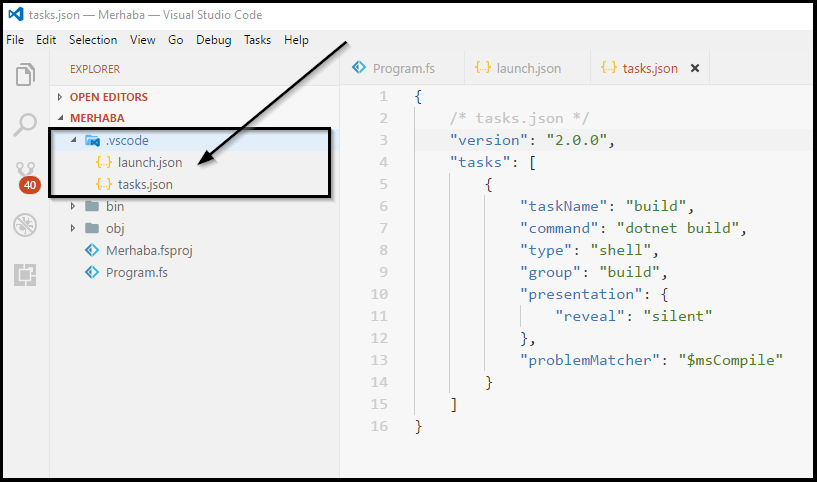 tasks.json — Merhaba — Visual Studio Code
File Edit Selection View Go Debug Tasks Help
EXPLORER
OPEN EDITORS
MERHABA
.vscode
launch.json
tasks.json
bin
obj
Merhaba.fsproj
Program.fs
40
Program.fs launch.json tasks.json
1 {
2 /* tasks.json */
3 "version": "2.0.0",
4 "tasks": [
5 {
6 "taskName": "build",
7 "command": "dotnet build",
8 "type": "shell",
9 "group": "build",
10 "presentation": {
11 "reveal": "silent"
12 },
13 "problemMatcher": "$msCompile"
14 }
15 ]
16 }